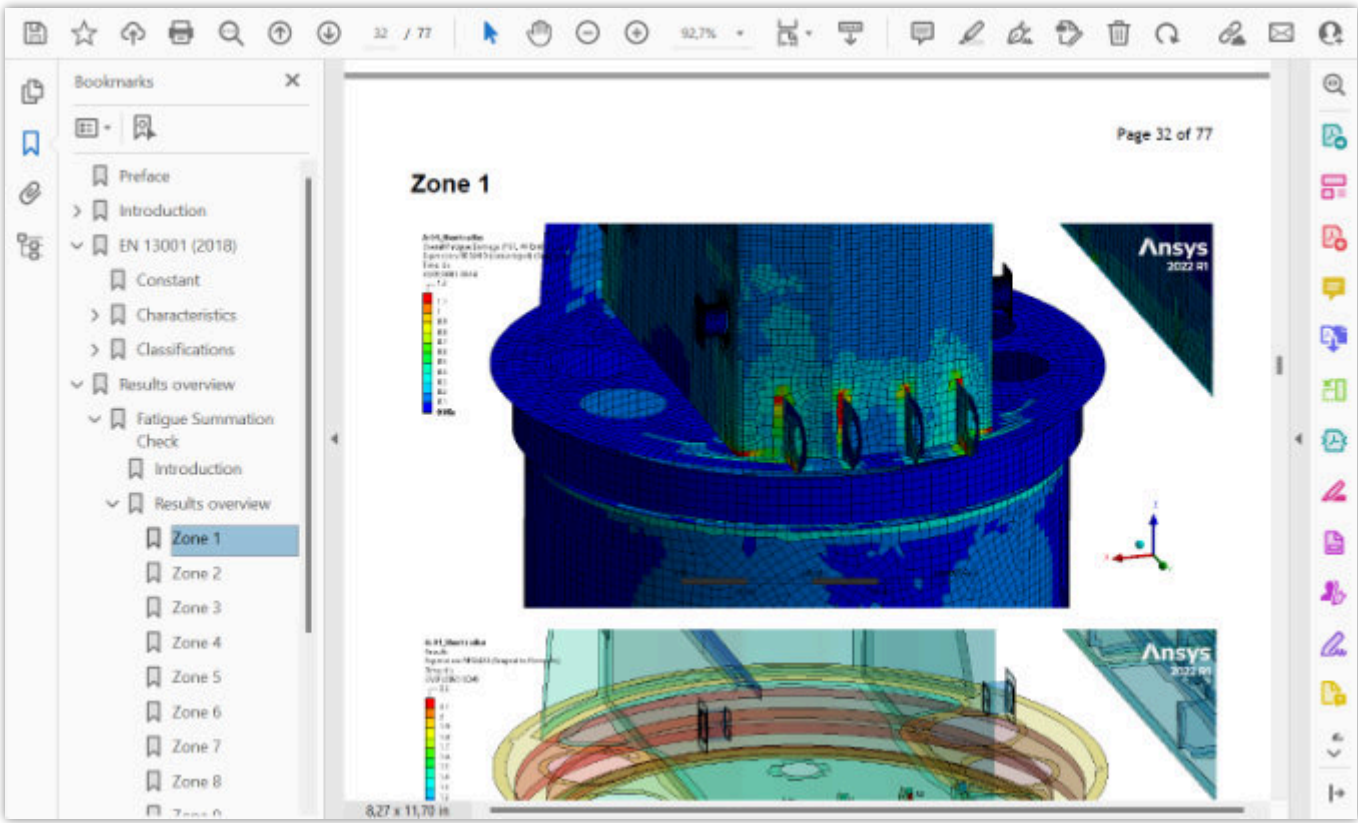 32 / 77
92,7%
Bookmarks
Preface
Introduction
EN 13001 (2018)
Constant
Characteristics
Classifications
Results overview
Fatigue Summation
Check
Introduction
Results overview
Zone 1
Zone 2
Zone 3
Zone 4
Zone 5
Zone 6
Zone 7
Zone 8
Page 32 of 77
Zone 1
Ansys
2022 R1
Ansys
2022 R1
8,27 x 11,70 in